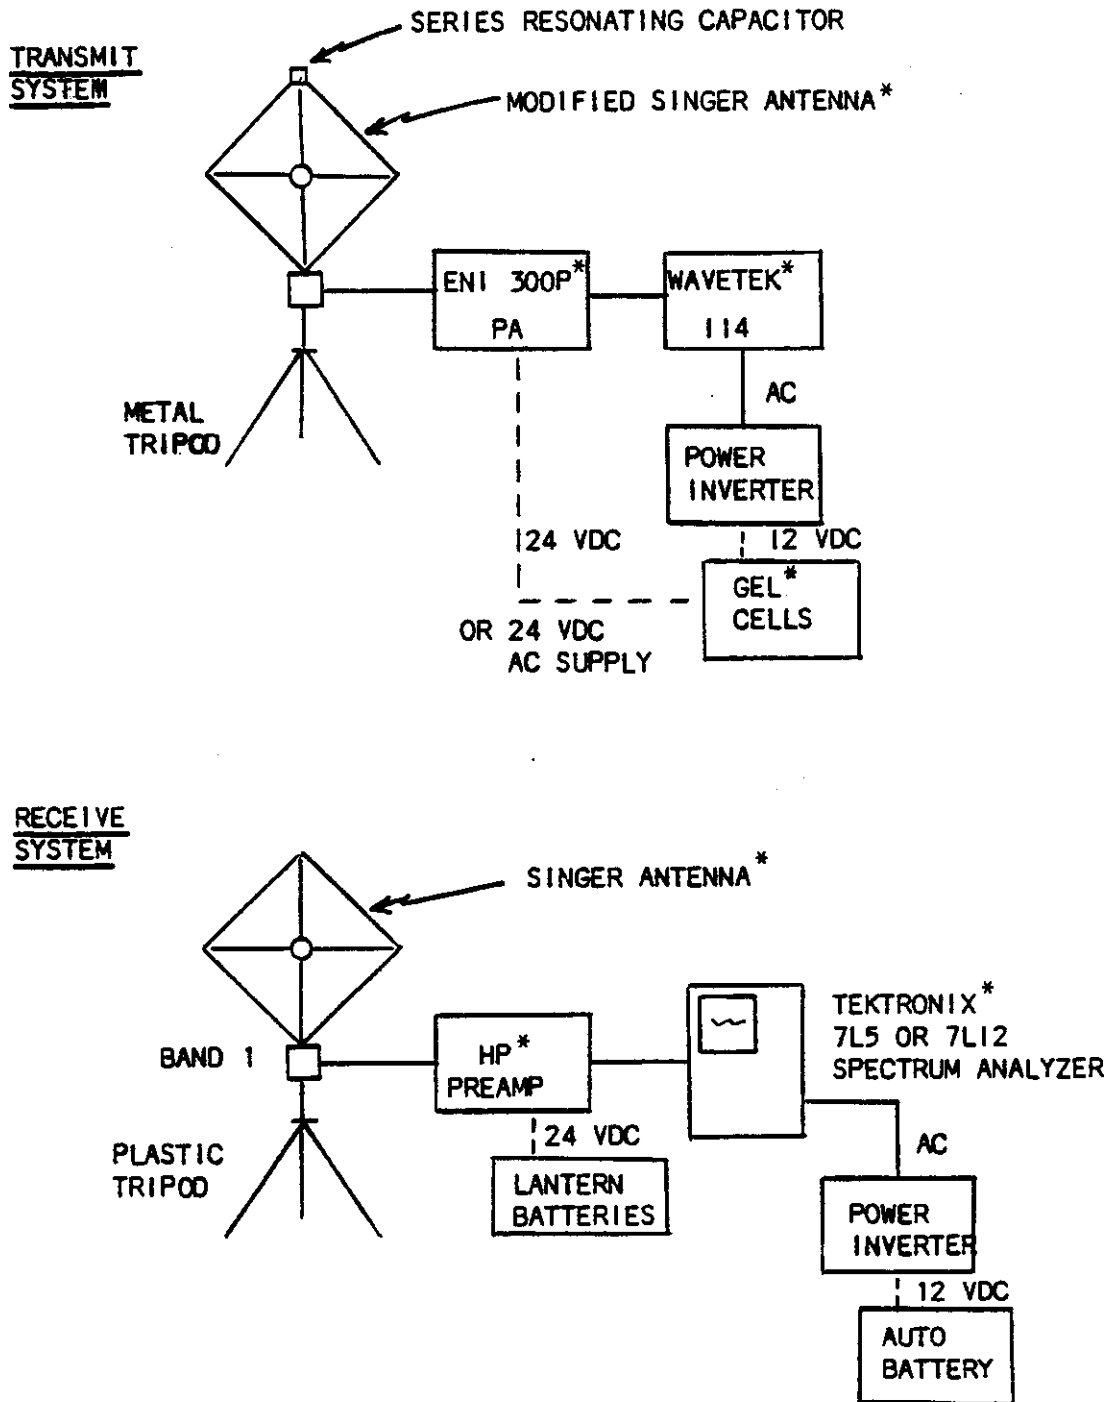 SERIES RESONATING CAPACITOR
TRANSMIT
SYSTEM
MODIFIED SINGER ANTENNA*
ENI 300P*
PA
WAVETEK*
114
AC
METAL
TRIPOD
POWER
INVERTER
24 VDC
12 VDC
GEL*
CELLS
OR 24 VDC
AC SUPPLY
RECEIVE
SYSTEM
SINGER ANTENNA*
TEKTRONIX*
7L5 OR 7L12
SPECTRUM ANALYZER
BAND 1
HP*
PREAMP
24 VDC
AC
PLASTIC
TRIPOD
LANTERN
BATTERIES
POWER
INVERTER
12 VDC
AUTO
BATTERY